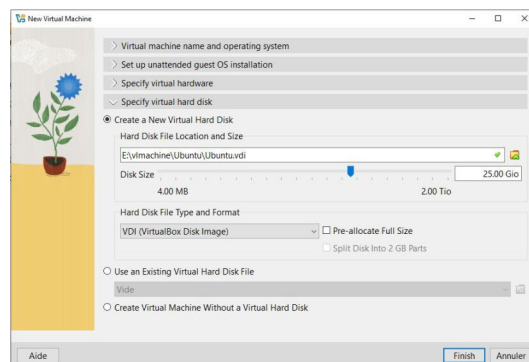 New Virtual Machine
Virtual machine name and operating system
Set up unattended guest OS installation
Specify virtual hardware
Specify virtual hard disk
Create a New Virtual Hard Disk
Hard Disk File Location and Size
E:\vlmachine\Ubuntu\Ubuntu.vdi
Disk Size 25.00 Gio
4.00 MB 2.00 Tio
Hard Disk File Type and Format
VDI (VirtualBox Disk Image) Pre-allocate Full Size
Split Disk Into 2 GB Parts
Use an Existing Virtual Hard Disk File
Vide
Create Virtual Machine Without a Virtual Hard Disk
Aide Finish Annuler